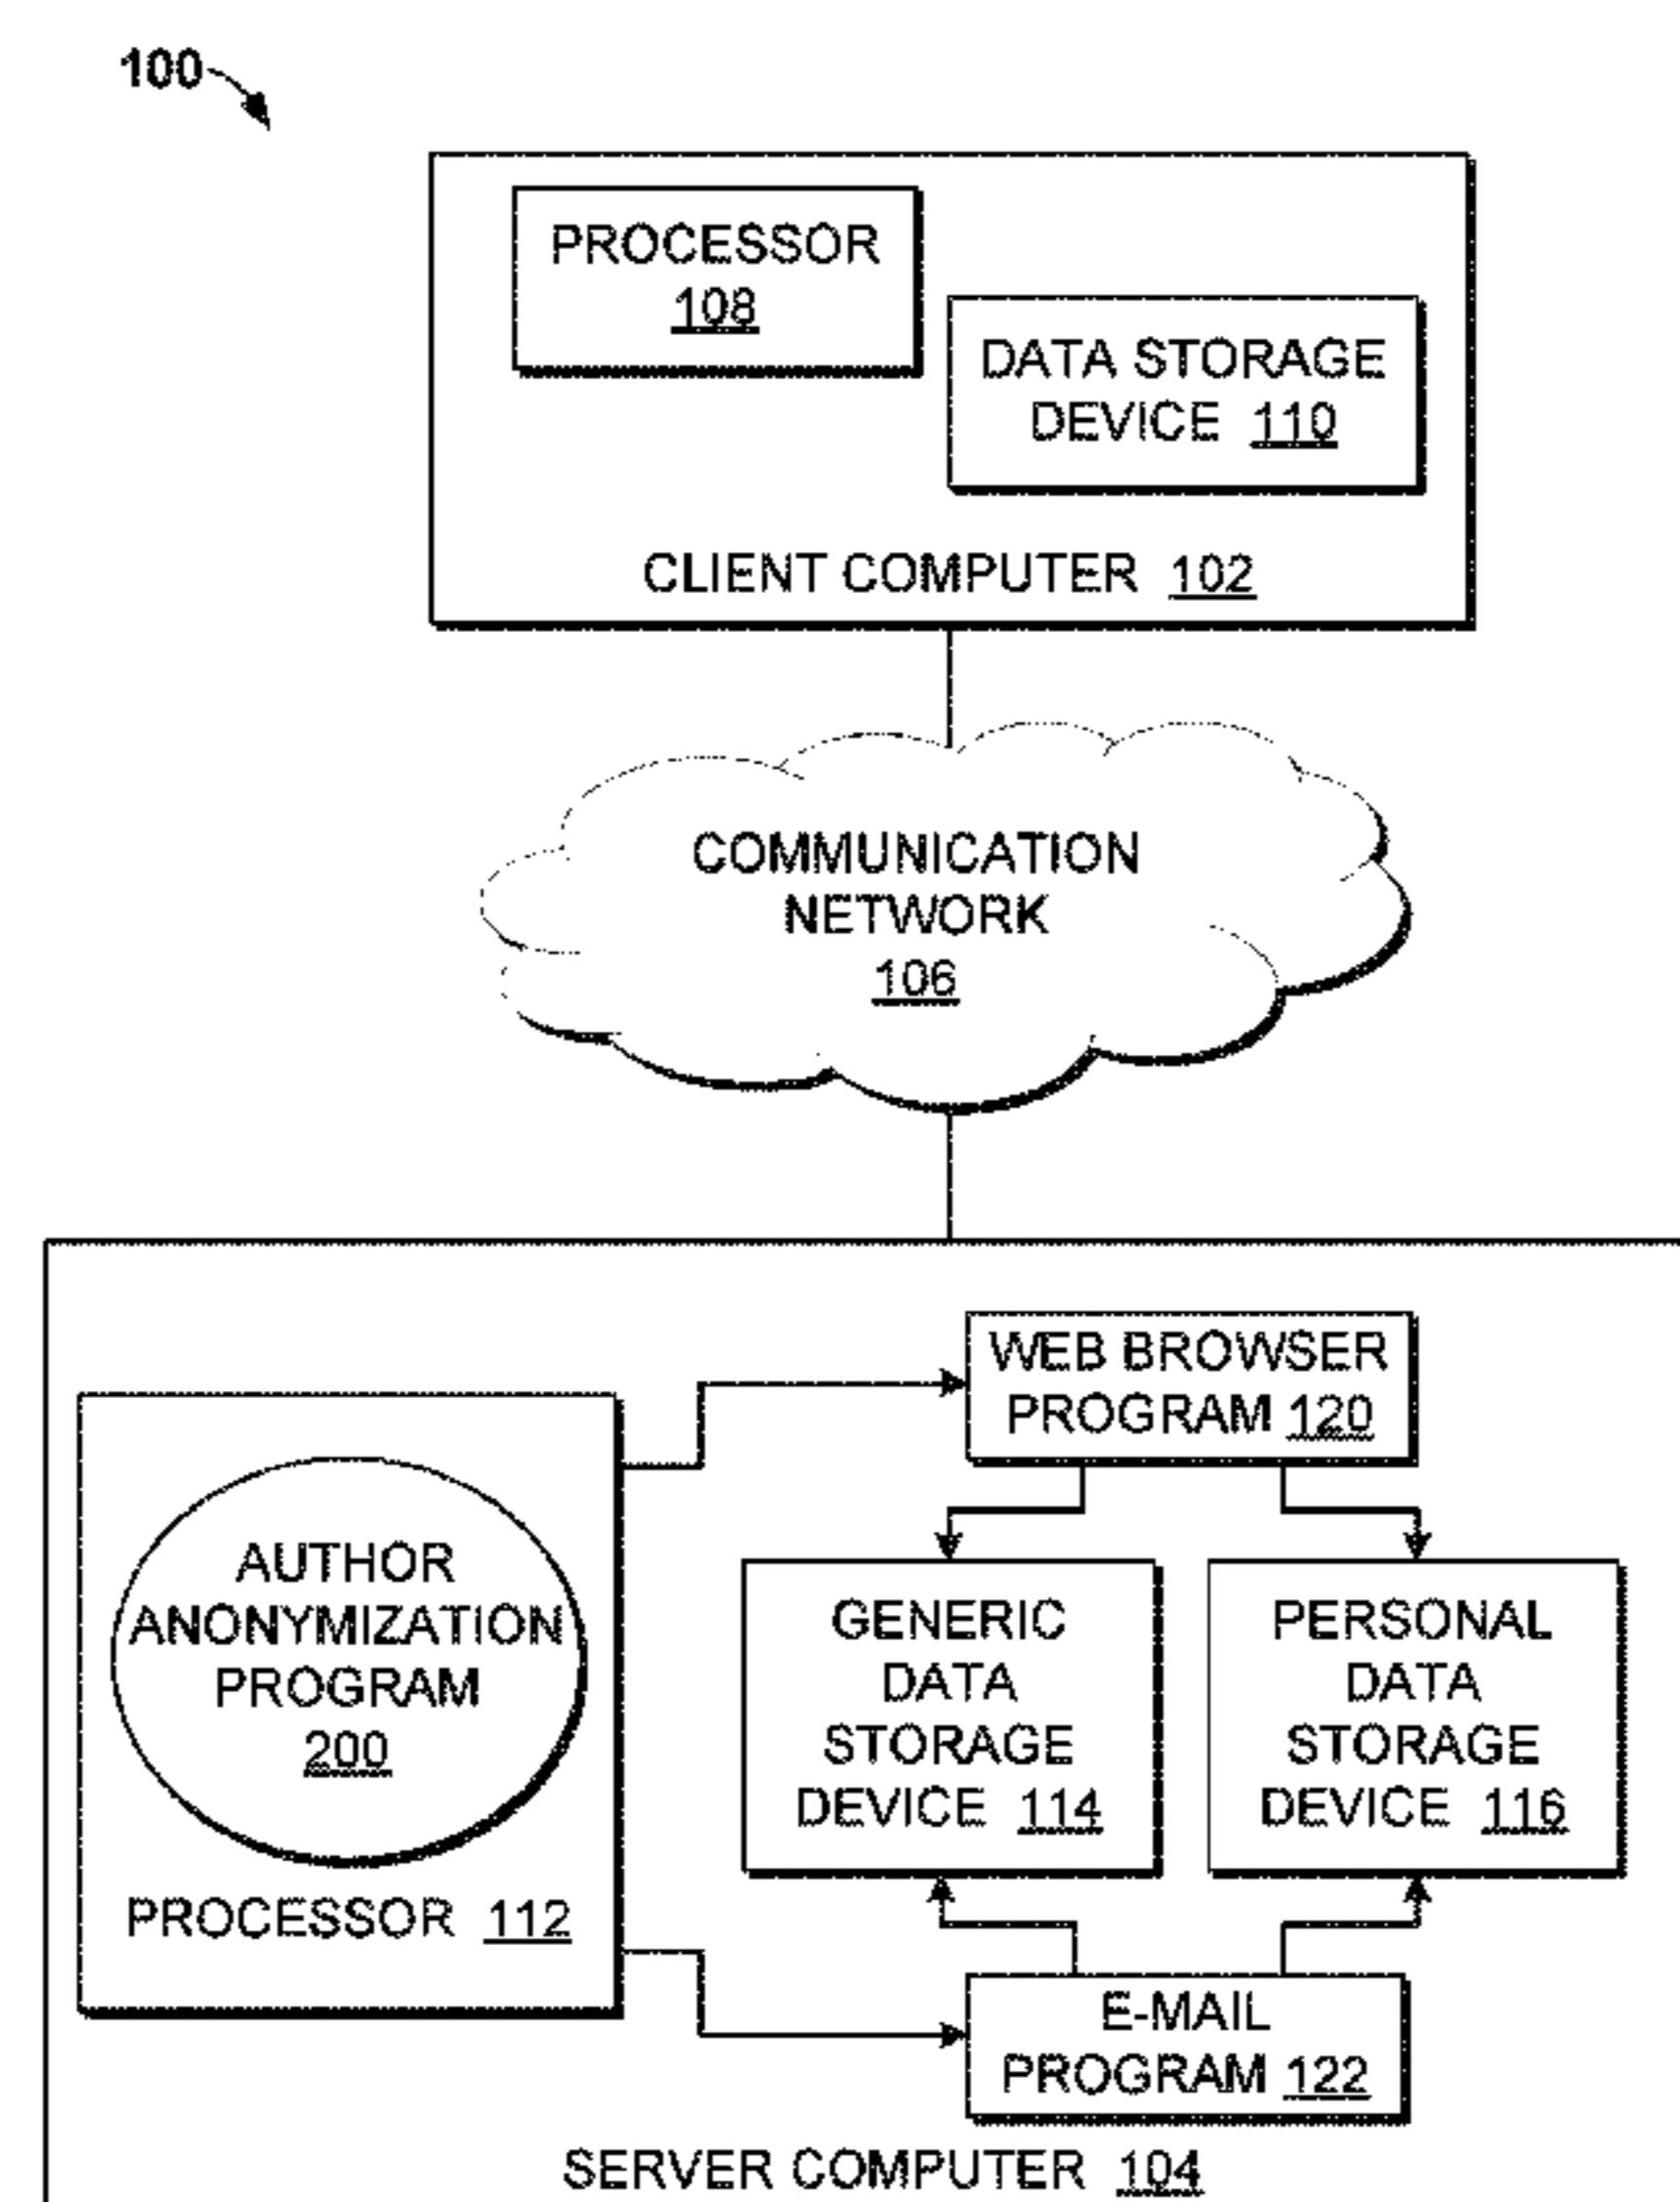 100
PROCESSOR
108
DATA STORAGE
DEVICE 110
CLIENT COMPUTER 102
COMMUNICATION
NETWORK
106
WEB BROWSER
PROGRAM 120
AUTHOR
ANONYMIZATION
PROGRAM
200
PROCESSOR 112
GENERIC
DATA
STORAGE
DEVICE 114
PERSONAL
DATA
STORAGE
DEVICE 116
E-MAIL
PROGRAM 122
SERVER COMPUTER 104